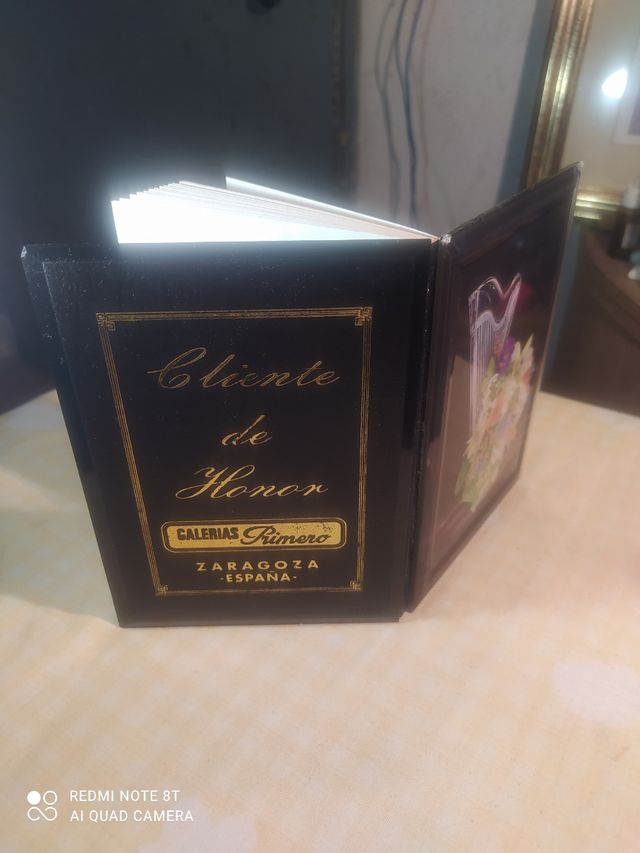 Cliente
de
Honor
GALERIAS Primero
ZARAGOZA
-ESPAÑA-
REDMI NOTE 8T
AI QUAD CAMERA